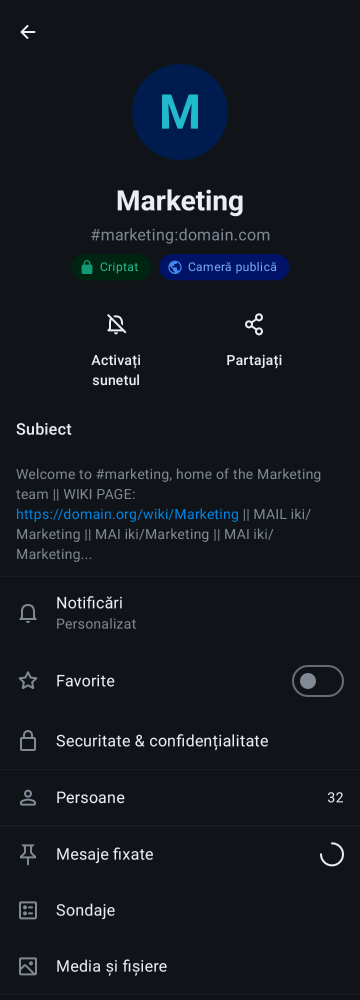 M
Marketing
#marketing:domain.com
Criptat
Cameră publică
Activați
sunetul
Partajați
Subiect
Welcome to #marketing, home of the Marketing
team || WIKI PAGE:
https://domain.org/wiki/Marketing || MAIL iki/
Marketing || MAI iki/Marketing || MAI iki/
Marketing...
Notificări
Personalizat
Favorite
Securitate & confidențialitate
Persoane
32
Mesaje fixate
Sondaje
Media și fișiere